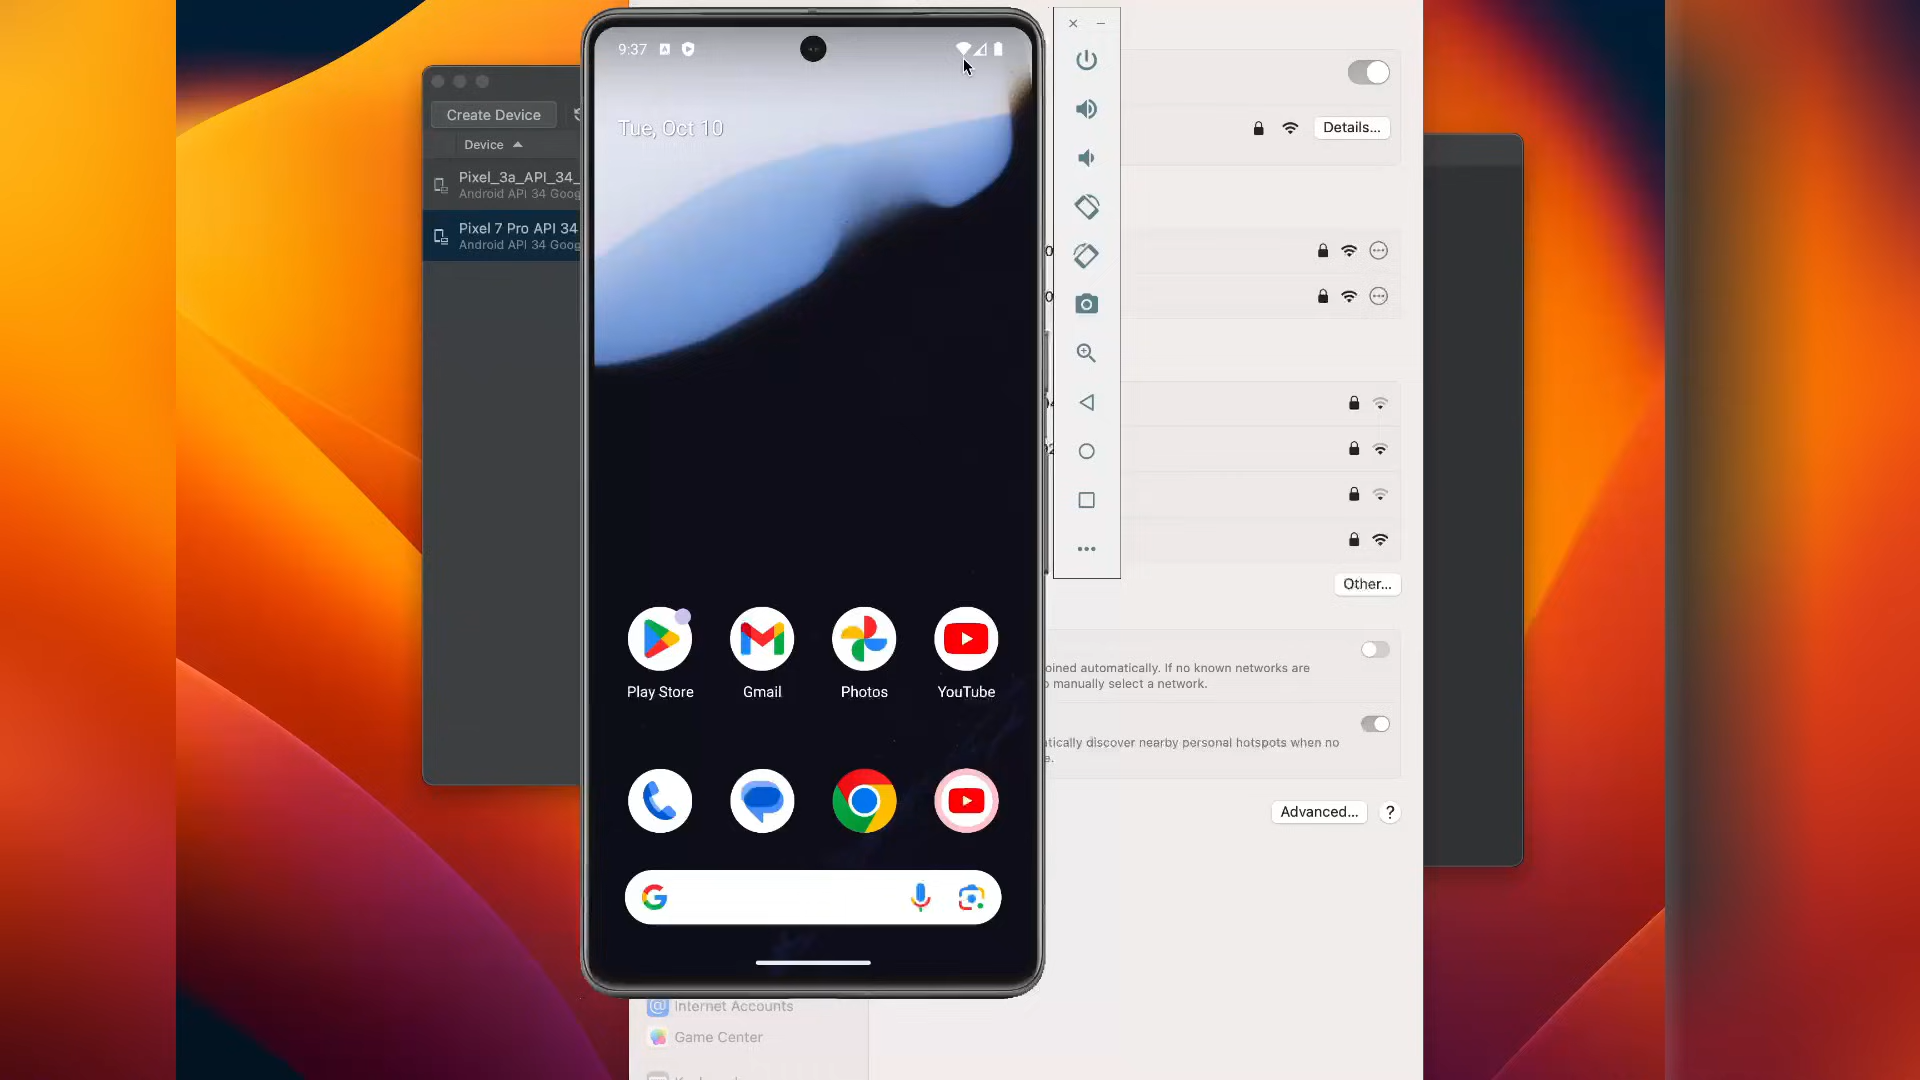 9:37
Tue, Oct 10
Create Device
Device
Pixel_3a_API_34_
Android API 34 Goog
Pixel 7 Pro API 34
Android API 34 Goog
Details...
Other...
oined automatically. If no known networks are
manually select a network.
atically discover nearby personal hotspots when no
e.
Advanced...
?
Play Store
Gmail
Photos
YouTube
Internet Accounts
Game Center